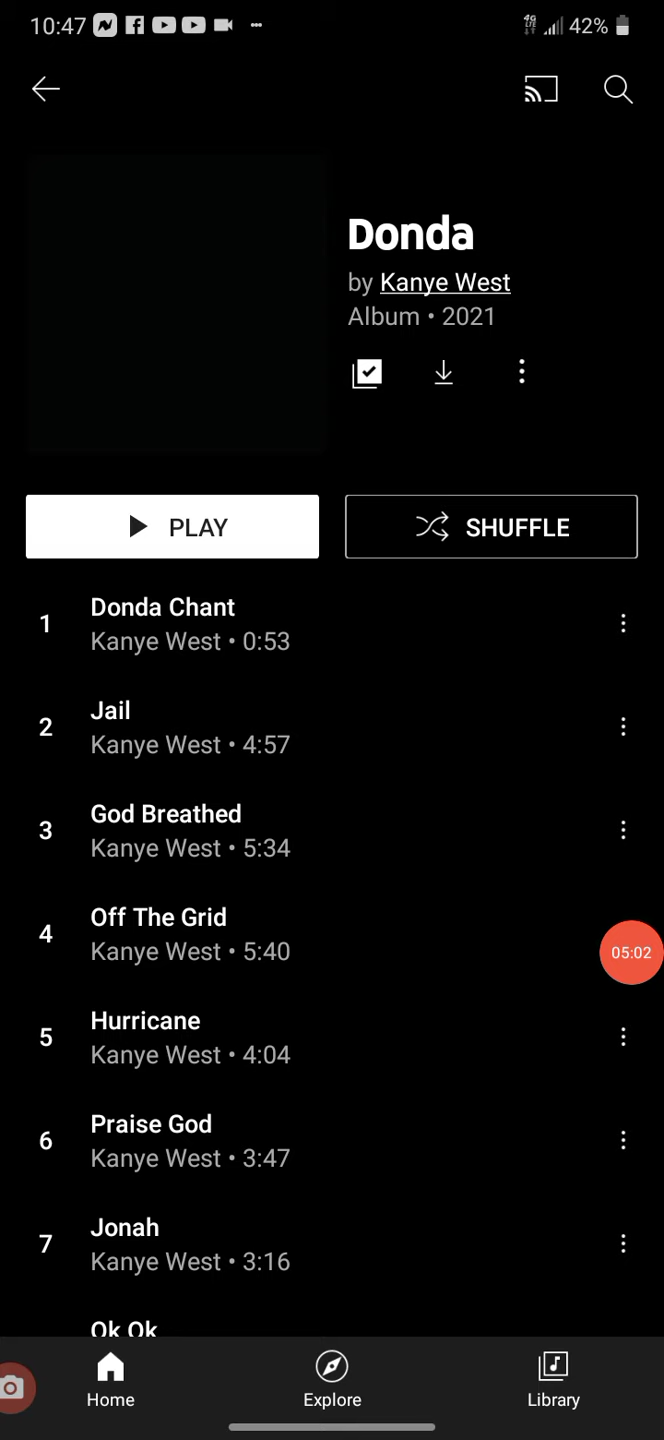 10:47
4G LTE 42%
Donda
by Kanye West
Album • 2021
PLAY
SHUFFLE
1
Donda Chant
Kanye West • 0:53
2
Jail
Kanye West • 4:57
3
God Breathed
Kanye West • 5:34
4
Off The Grid
Kanye West • 5:40
05:02
5
Hurricane
Kanye West • 4:04
6
Praise God
Kanye West • 3:47
7
Jonah
Kanye West • 3:16
Ok Ok
Home
Explore
Library